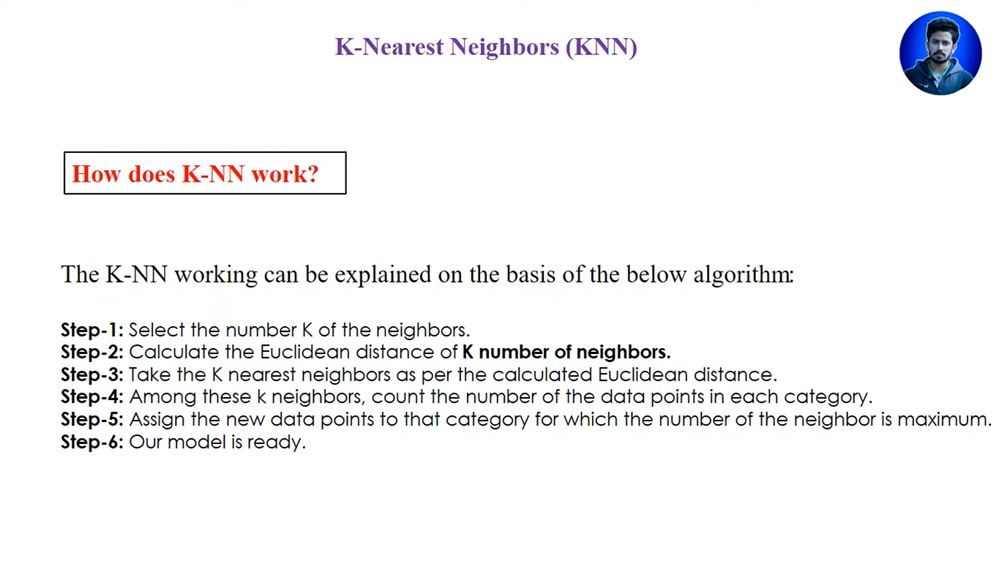 K-Nearest Neighbors (KNN)
How does K-NN work?
The K-NN working can be explained on the basis of the below algorithm:
Step-1: Select the number K of the neighbors.
Step-2: Calculate the Euclidean distance of K number of neighbors.
Step-3: Take the K nearest neighbors as per the calculated Euclidean distance.
Step-4: Among these k neighbors, count the number of the data points in each category.
Step-5: Assign the new data points to that category for which the number of the neighbor is maximum.
Step-6: Our model is ready.